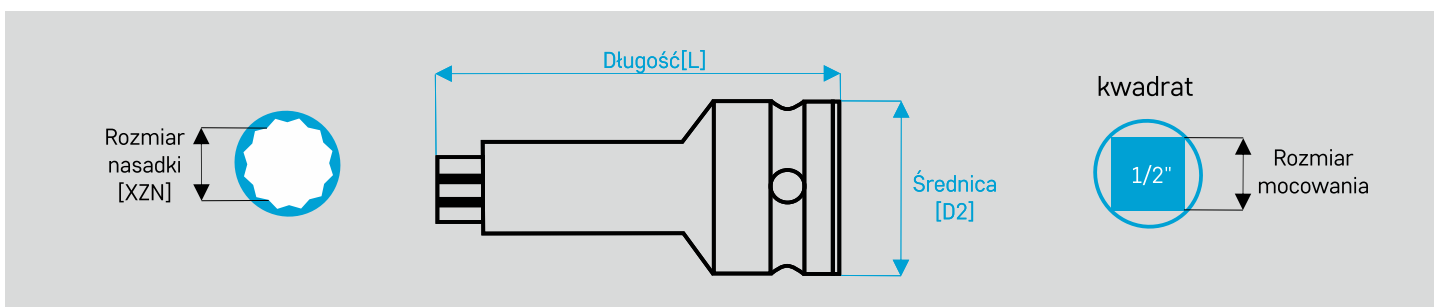 Długość[L]
Rozmiar
nasadki
[XZN]
Średnica
[D2]
kwadrat
1/2"
Rozmiar
mocowania